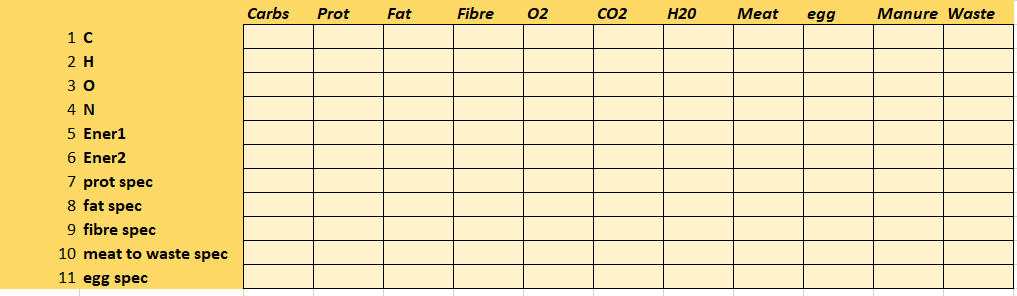 Carbs Prot Fat Fibre O2 CO2 H20 Meat egg Manure Waste
1 C
2 H
3 O
4 N
5 Ener1
6 Ener2
7 prot spec
8 fat spec
9 fibre spec
10 meat to waste spec
11 egg spec